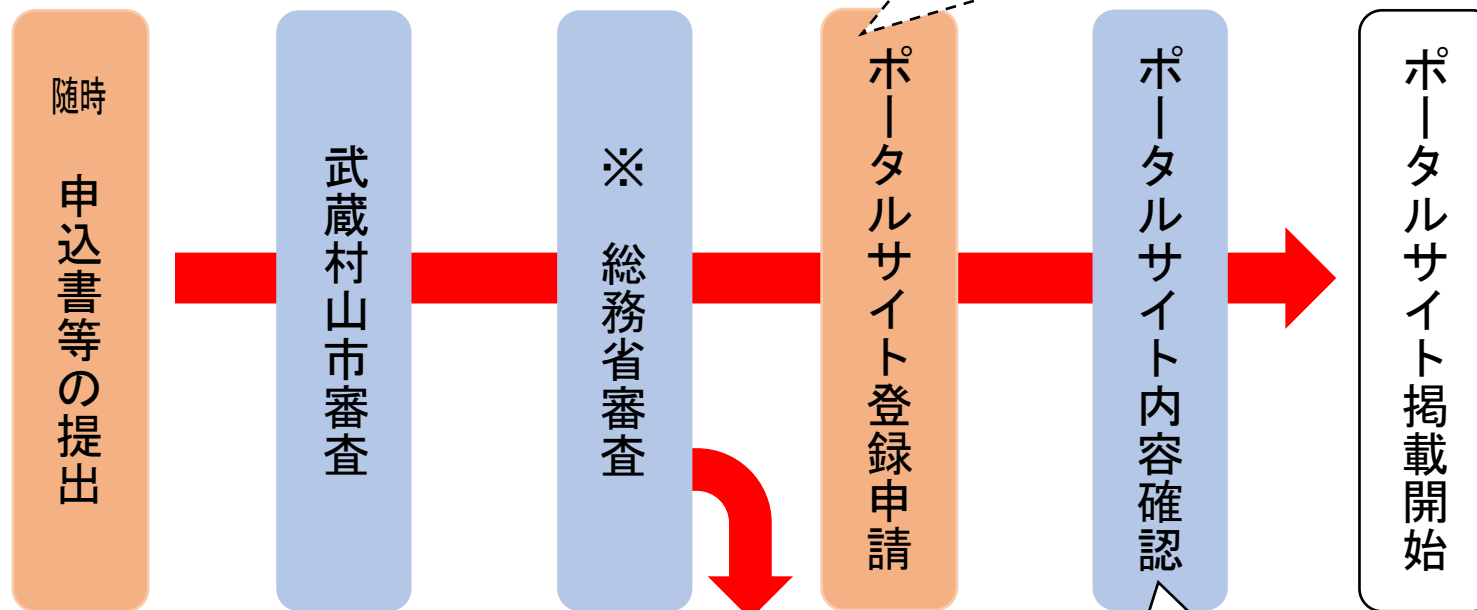 随時　申込書等の提出
武蔵村山市審査
※　総務省審査
ポータルサイト登録申請
ポータルサイト内容確認
ポータルサイト掲載開始